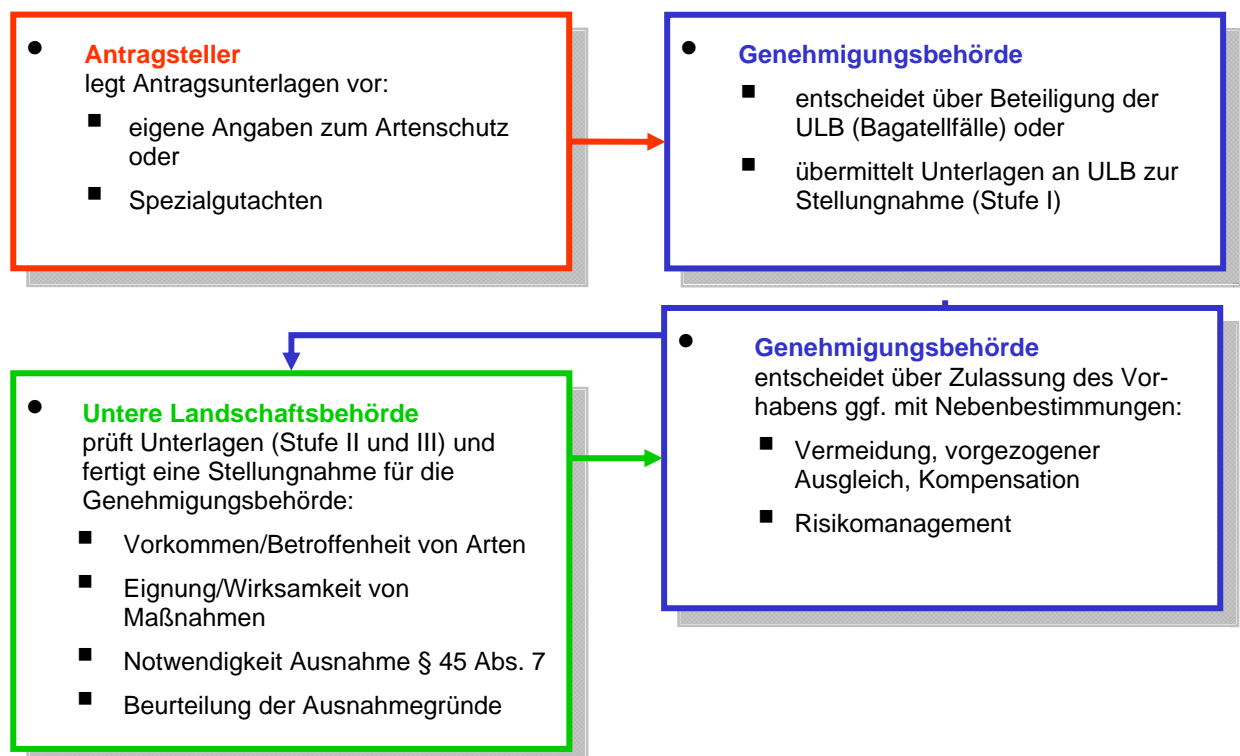 ● Antragsteller
legt Antragsunterlagen vor:
■ eigene Angaben zum Artenschutz
oder
■ Spezialgutachten
● Genehmigungsbehörde
■ entscheidet über Beteiligung der
ULB (Bagatellfälle) oder
■ übermittelt Unterlagen an ULB zur
Stellungnahme (Stufe I)
● Untere Landschaftsbehörde
prüft Unterlagen (Stufe II und III) und
fertigt eine Stellungnahme für die
Genehmigungsbehörde:
■ Vorkommen/Betroffenheit von Arten
■ Eignung/Wirksamkeit von
Maßnahmen
■ Notwendigkeit Ausnahme § 45 Abs. 7
■ Beurteilung der Ausnahmegründe
● Genehmigungsbehörde
entscheidet über Zulassung des Vor-
habens ggf. mit Nebenbestimmungen:
■ Vermeidung, vorgezogener
Ausgleich, Kompensation
■ Risikomanagement